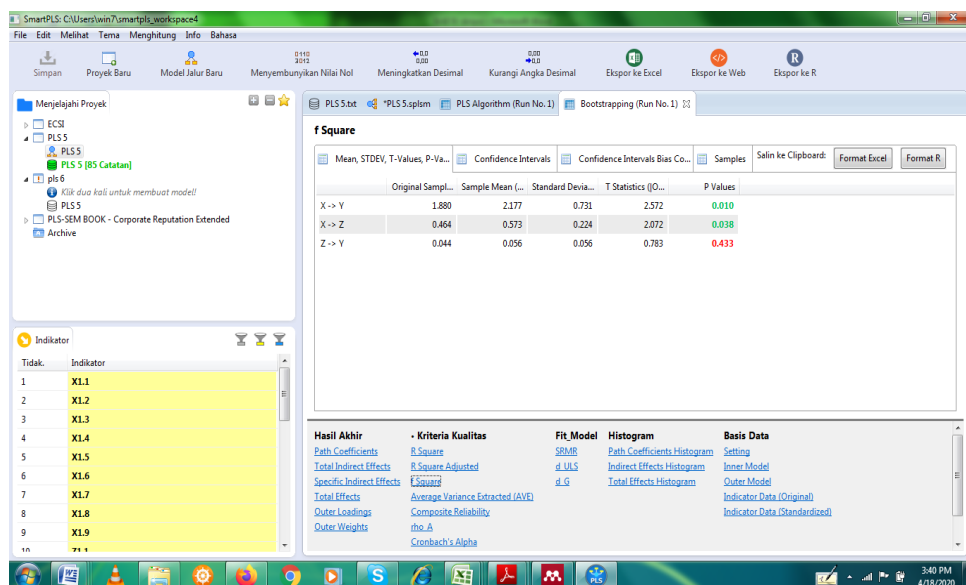 SmartPLS: C:\Users\win7\smartpls_workspace4
File Edit Melihat Tema Menghitung Info Bahasa
Simpan Proyek Baru Model Jalur Baru Menyembunyikan Nilai Nol Meningkatkan Desimal Kurangi Angka Desimal Ekspor ke Excel Ekspor ke Web Ekspor ke R
Menjelajahi Proyek
ECSI
PLS 5
PLS 5
PLS 5 [85 Catatan]
pls 6
Klik dua kali untuk membuat model!
PLS 5
PLS-SEM BOOK - Corporate Reputation Extended
Archive
Indikator
Tidak. Indikator
1 X1.1
2 X1.2
3 X1.3
4 X1.4
5 X1.5
6 X1.6
7 X1.7
8 X1.8
9 X1.9
10 Z1.1
PLS 5.txt *PLS 5.splsm PLS Algorithm (Run No. 1) Bootstrapping (Run No. 1)
f Square
Mean, STDEV, T-Values, P-Va... Confidence Intervals Confidence Intervals Bias Co... Samples Salin ke Clipboard: Format Excel Format R
Original Sampl... Sample Mean (... Standard Devia... T Statistics (|O... P Values
X -> Y 1.880 2.177 0.731 2.572 0.010
X -> Z 0.464 0.573 0.224 2.072 0.038
Z -> Y 0.044 0.056 0.056 0.783 0.433
Hasil Akhir Kriteria Kualitas Fit_Model Histogram Basis Data
Path Coefficients R Square SRMR Path Coefficients Histogram Setting
Total Indirect Effects R Square Adjusted d_ULS Indirect Effects Histogram Inner Model
Specific Indirect Effects f Square d_G Total Effects Histogram Outer Model
Total Effects Average Variance Extracted (AVE) Indicator Data (Original)
Outer Loadings Composite Reliability Indicator Data (Standardized)
Outer Weights rho_A
Cronbach's Alpha
3:40 PM
4/18/2020